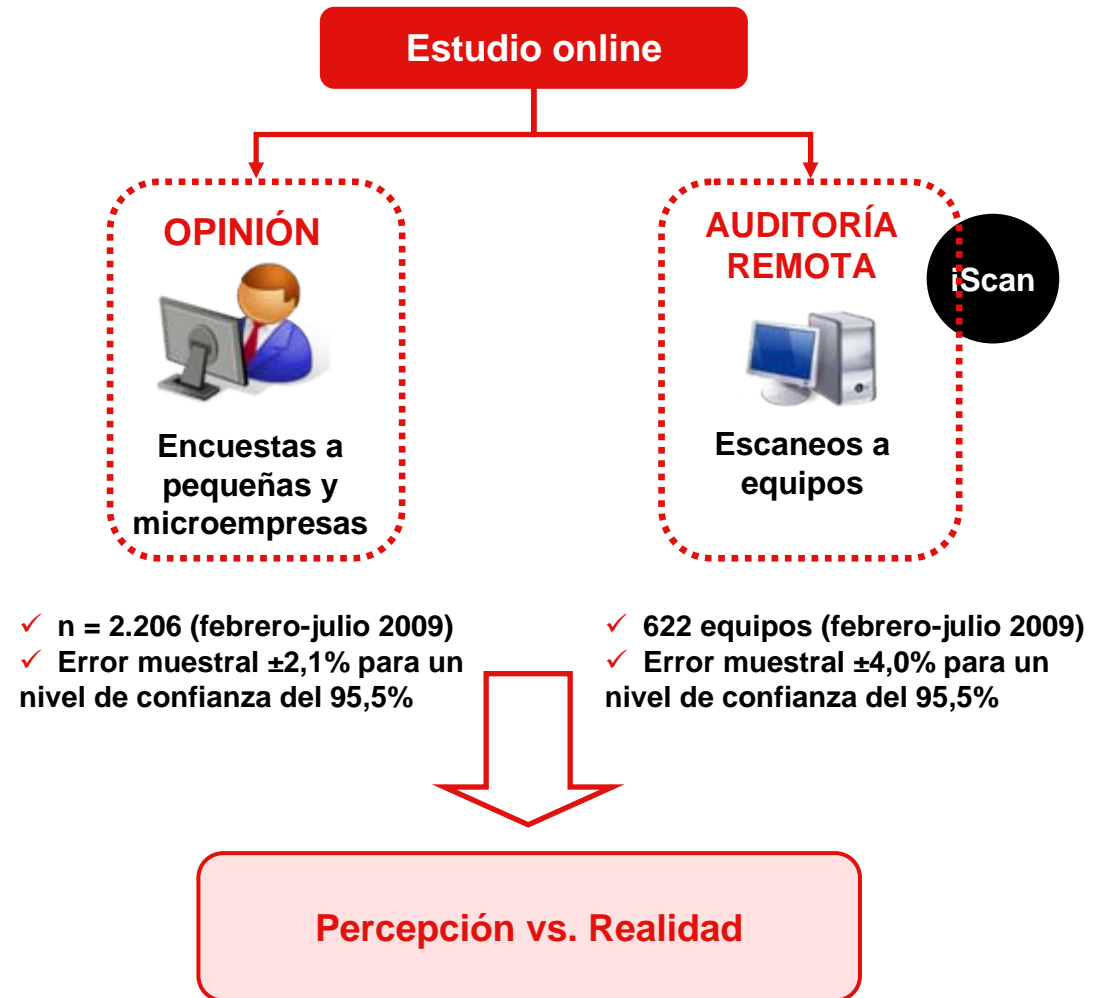 Estudio online
OPINIÓN
Encuestas a
pequeñas y
microempresas
AUDITORÍA
REMOTA
iScan
Escaneos a
equipos
✓ n = 2.206 (febrero-julio 2009)
✓ Error muestral ±2,1% para un
nivel de confianza del 95,5%
✓ 622 equipos (febrero-julio 2009)
✓ Error muestral ±4,0% para un
nivel de confianza del 95,5%
Percepción vs. Realidad